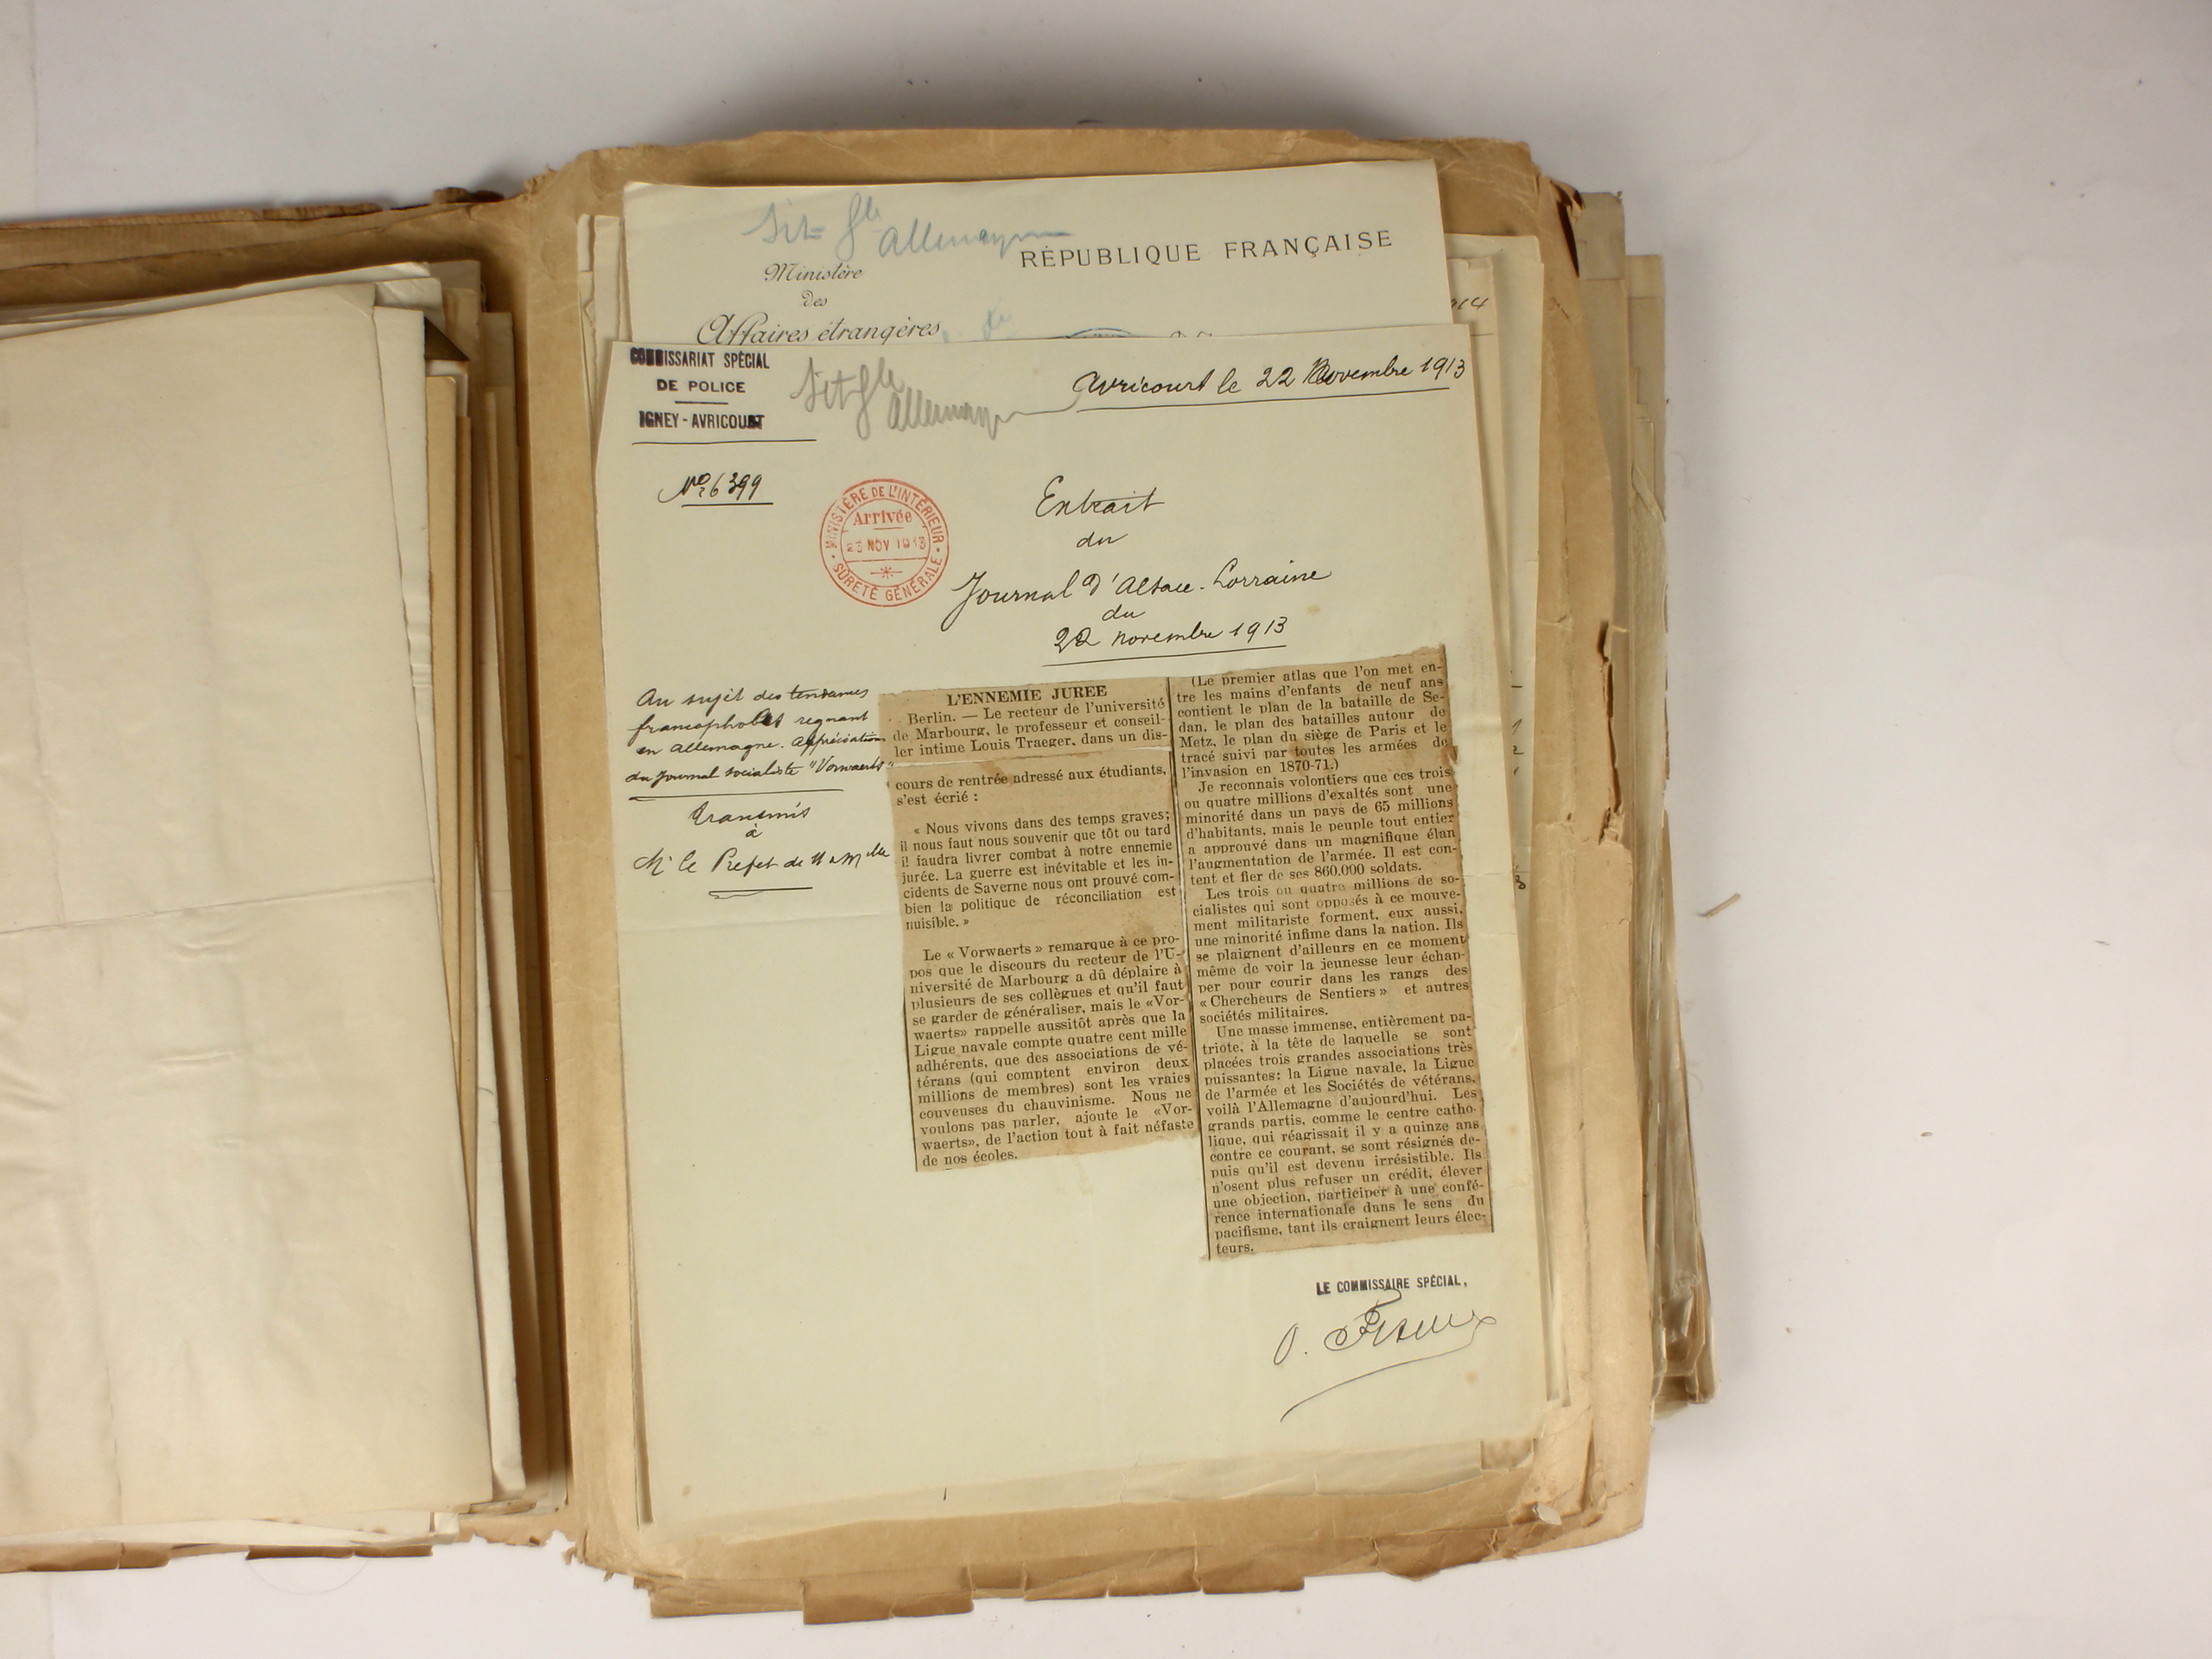 Sit Gle Allemagne
RÉPUBLIQUE FRANÇAISE
Ministère
des
Affaires étrangères
COMMISSARIAT SPÉCIAL
DE POLICE
IGNEY-AVRICOURT
Sit Gle
Allemagne
Avricourt le 22 Novembre 1913
No 6399
MINISTÈRE DE L'INTÉRIEUR
Arrivée
23 NOV 1913
SÛRETÉ GÉNÉRALE
Extrait
du
Journal d'Alsace-Lorraine
du
22 novembre 1913
Au sujet des tendances
francophobes regnant
en Allemagne. Appréciations
du Journal socialiste "Vorwaerts"
Transmis
à
Mr le Préfet de M & Mlle
L'ENNEMIE JUREE
Berlin. — Le recteur de l'université
de Marbourg, le professeur et conseil-
ler intime Louis Traeger, dans un dis-
cours de rentrée adressé aux étudiants,
s'est écrié :
« Nous vivons dans des temps graves;
il nous faut nous souvenir que tôt ou tard
il faudra livrer combat à notre ennemie
jurée. La guerre est inévitable et les in-
cidents de Saverne nous ont prouvé com-
bien la politique de réconciliation est
nuisible. »
Le « Vorwaerts » remarque à ce pro-
pos que le discours du recteur de l'U-
niversité de Marbourg a dû déplaire à
plusieurs de ses collègues et qu'il faut
se garder de généraliser, mais le «Vor-
waerts» rappelle aussitôt après que la
Ligue navale compte quatre cent mille
adhérents, que des associations de vé-
térans (qui comptent environ deux
millions de membres) sont les vraies
couveuses du chauvinisme. Nous ne
voulons pas parler, ajoute le «Vor-
waerts», de l'action tout à fait néfaste
de nos écoles.
(Le premier atlas que l'on met en-
tre les mains d'enfants de neuf ans
contient le plan de la bataille de Se-
dan, le plan des batailles autour de
Metz, le plan du siège de Paris et le
tracé suivi par toutes les armées de
l'invasion en 1870-71.)
Je reconnais volontiers que ces trois
ou quatre millions d'exaltés sont une
minorité dans un pays de 65 millions
d'habitants, mais le peuple tout entier
a approuvé dans un magnifique élan
l'augmentation de l'armée. Il est con-
tent et fier de ses 860.000 soldats.
Les trois ou quatre millions de so-
cialistes qui sont opposés à ce mouve-
ment militariste forment, eux aussi,
une minorité infime dans la nation. Ils
se plaignent d'ailleurs en ce moment
même de voir la jeunesse leur échap-
per pour courir dans les rangs des
« Chercheurs de Sentiers » et autres
sociétés militaires.
Une masse immense, entièrement pa-
triote, à la tête de laquelle se sont
placées trois grandes associations très
puissantes: la Ligue navale, la Ligue
de l'armée et les Sociétés de vétérans,
voilà l'Allemagne d'aujourd'hui. Les
grands partis, comme le centre catho-
lique, qui réagissait il y a quinze ans
contre ce courant, se sont résignés de-
puis qu'il est devenu irrésistible. Ils
n'osent plus refuser un crédit, élever
une objection, participer à une confé-
rence internationale dans le sens du
pacifisme, tant ils craignent leurs élec-
teurs.
LE COMMISSAIRE SPÉCIAL,